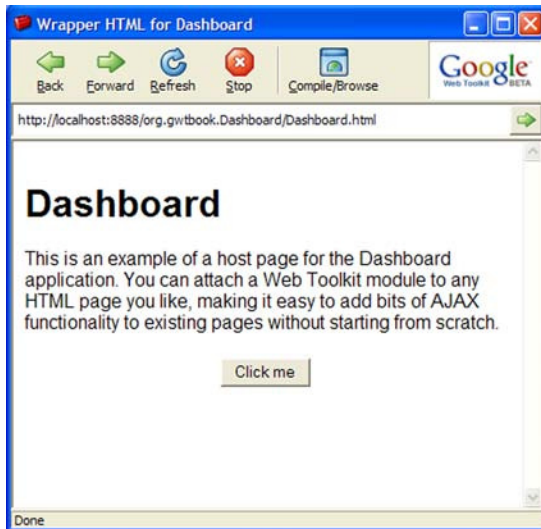 Wrapper HTML for Dashboard
Back Forward Refresh Stop Compile/Browse
Google
Web Toolkit BETA
http://localhost:8888/org.gwtbook.Dashboard/Dashboard.html
Dashboard
This is an example of a host page for the Dashboard
application. You can attach a Web Toolkit module to any
HTML page you like, making it easy to add bits of AJAX
functionality to existing pages without starting from scratch.
Click me
Done